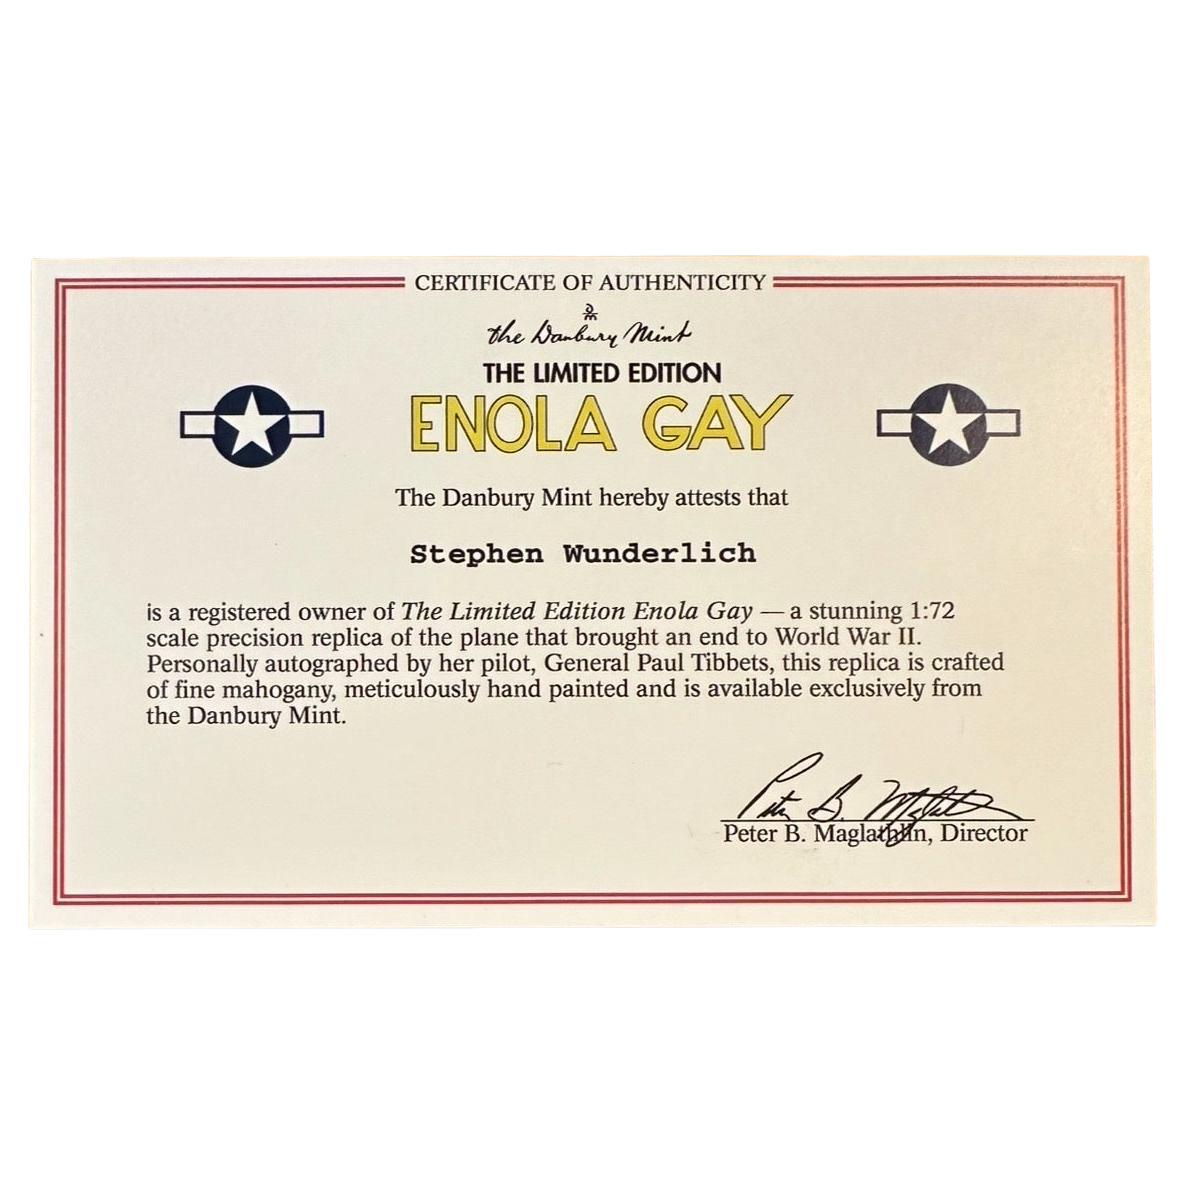 CERTIFICATE OF AUTHENTICITY
DM
the Danbury Mint
THE LIMITED EDITION
ENOLA GAY
The Danbury Mint hereby attests that
Stephen Wunderlich
is a registered owner of The Limited Edition Enola Gay — a stunning 1:72
scale precision replica of the plane that brought an end to World War II.
Personally autographed by her pilot, General Paul Tibbets, this replica is crafted
of fine mahogany, meticulously hand painted and is available exclusively from
the Danbury Mint.
Peter B. Maglathlin
Peter B. Maglathlin, Director